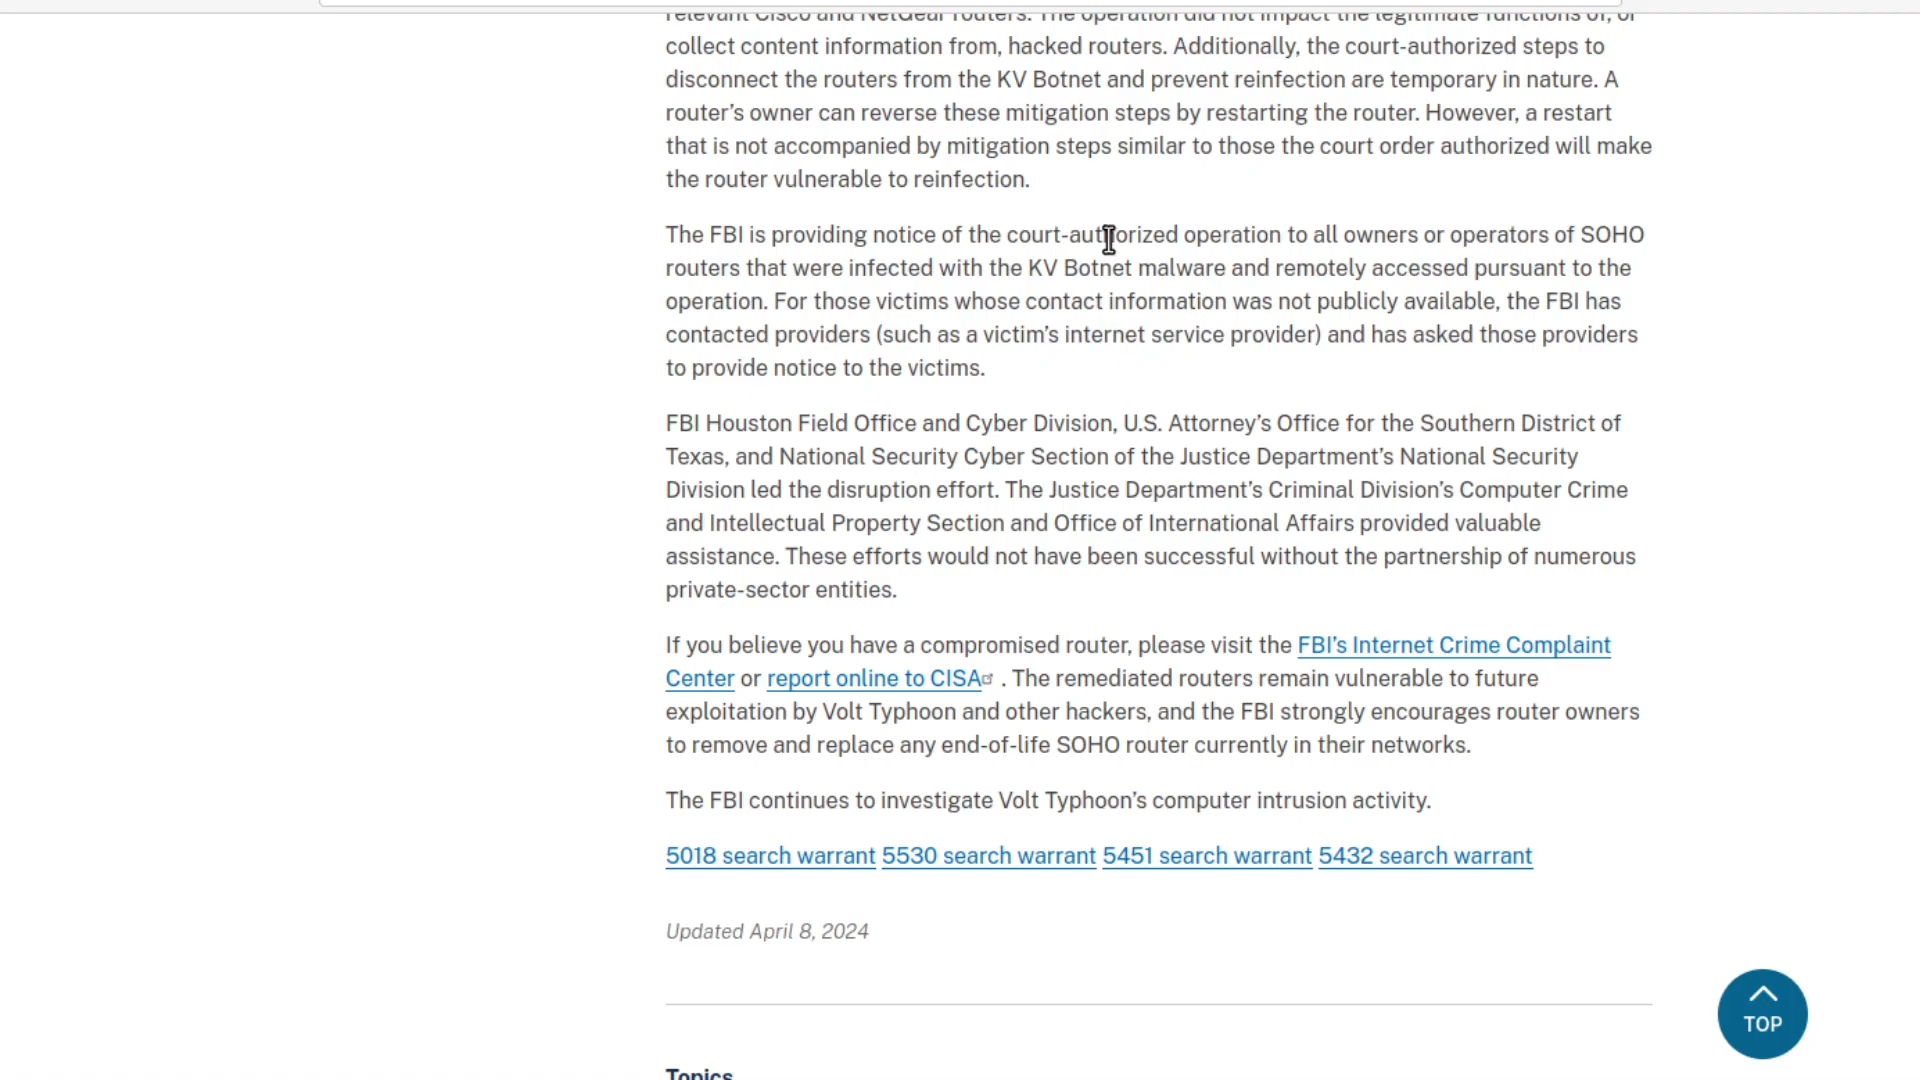 relevant Cisco and NetGear routers. The operation did not impact the legitimate functions of, or
collect content information from, hacked routers. Additionally, the court-authorized steps to
disconnect the routers from the KV Botnet and prevent reinfection are temporary in nature. A
router’s owner can reverse these mitigation steps by restarting the router. However, a restart
that is not accompanied by mitigation steps similar to those the court order authorized will make
the router vulnerable to reinfection.
The FBI is providing notice of the court-authorized operation to all owners or operators of SOHO
routers that were infected with the KV Botnet malware and remotely accessed pursuant to the
operation. For those victims whose contact information was not publicly available, the FBI has
contacted providers (such as a victim’s internet service provider) and has asked those providers
to provide notice to the victims.
FBI Houston Field Office and Cyber Division, U.S. Attorney’s Office for the Southern District of
Texas, and National Security Cyber Section of the Justice Department’s National Security
Division led the disruption effort. The Justice Department’s Criminal Division’s Computer Crime
and Intellectual Property Section and Office of International Affairs provided valuable
assistance. These efforts would not have been successful without the partnership of numerous
private-sector entities.
If you believe you have a compromised router, please visit the FBI’s Internet Crime Complaint
Center or report online to CISA . The remediated routers remain vulnerable to future
exploitation by Volt Typhoon and other hackers, and the FBI strongly encourages router owners
to remove and replace any end-of-life SOHO router currently in their networks.
The FBI continues to investigate Volt Typhoon’s computer intrusion activity.
5018 search warrant 5530 search warrant 5451 search warrant 5432 search warrant
Updated April 8, 2024
TOP
Topics